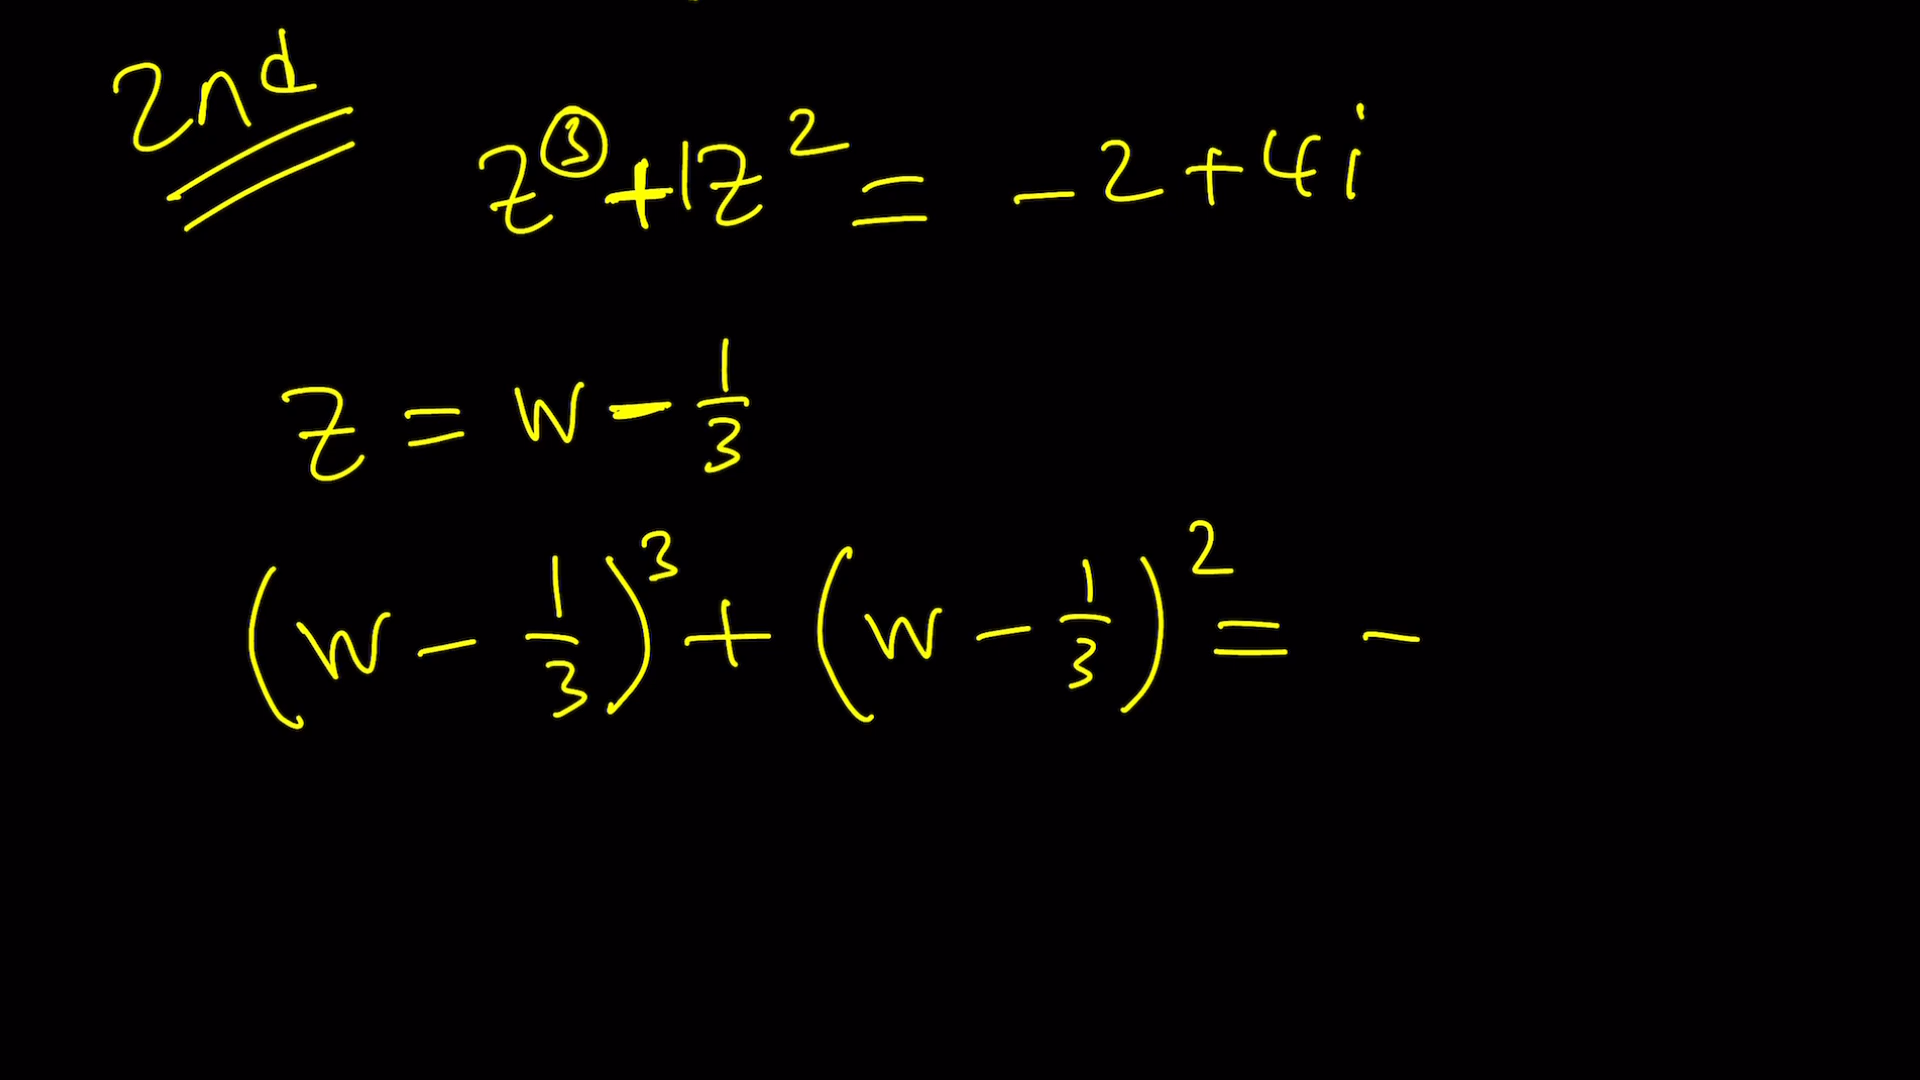 2nd
z³+1z² = -2+4i
z = w - 1/3
(w - 1/3)³ + (w - 1/3)² = -